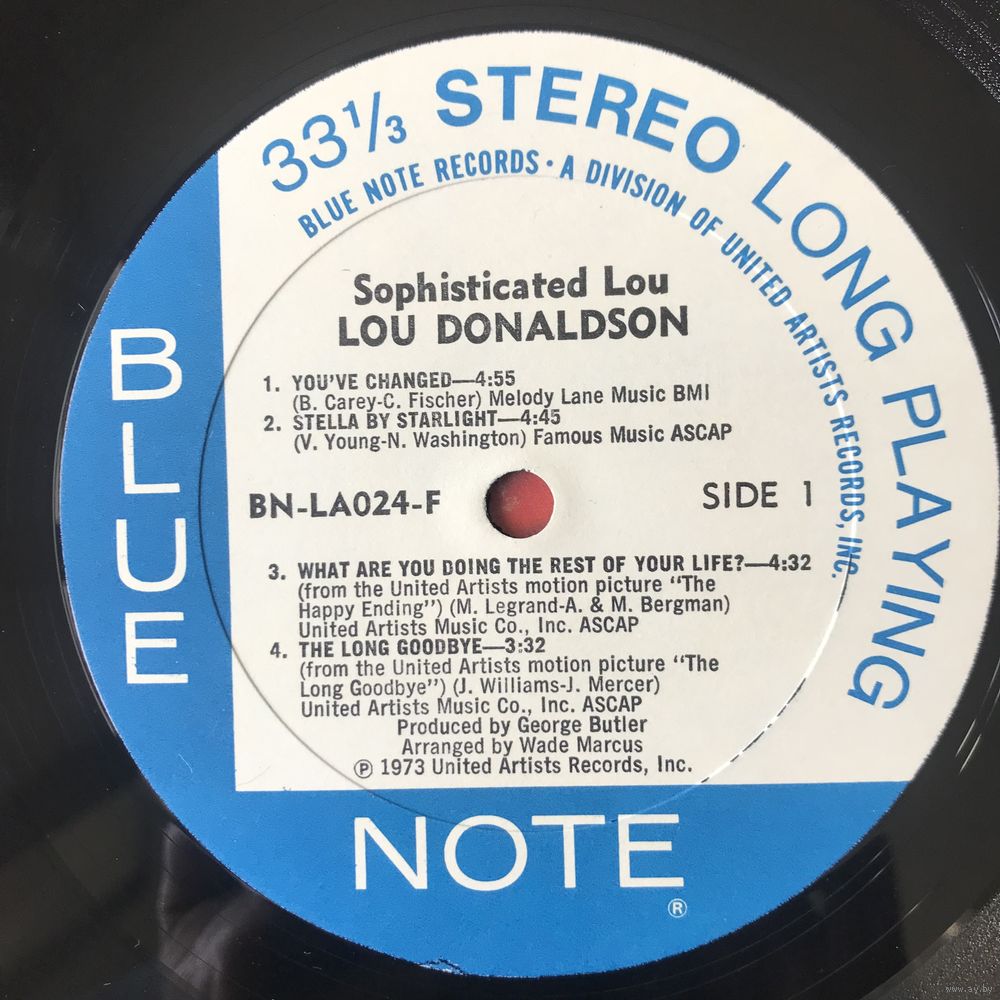 33⅓ STEREO LONG PLAYING
BLUE NOTE RECORDS · A DIVISION OF UNITED ARTISTS RECORDS, INC.
Sophisticated Lou
LOU DONALDSON
1. YOU'VE CHANGED—4:55
(B. Carey-C. Fischer) Melody Lane Music BMI
2. STELLA BY STARLIGHT—4:45
(V. Young-N. Washington) Famous Music ASCAP
BN-LA024-F
SIDE 1
3. WHAT ARE YOU DOING THE REST OF YOUR LIFE?—4:32
(from the United Artists motion picture "The
Happy Ending") (M. Legrand-A. & M. Bergman)
United Artists Music Co., Inc. ASCAP
4. THE LONG GOODBYE—3:32
(from the United Artists motion picture "The
Long Goodbye") (J. Williams-J. Mercer)
United Artists Music Co., Inc. ASCAP
Produced by George Butler
Arranged by Wade Marcus
℗ 1973 United Artists Records, Inc.
BLUE
NOTE
®
www.ay.by